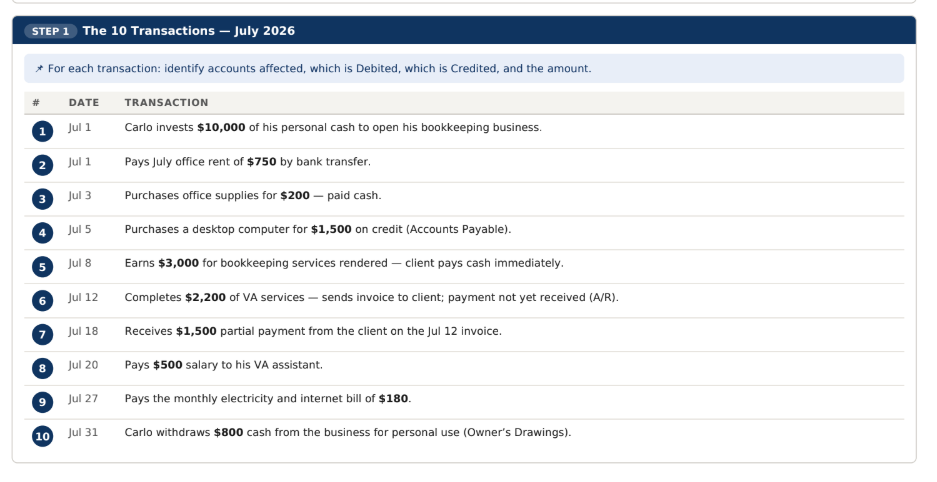 STEP 1 The 10 Transactions — July 2026
📌 For each transaction: identify accounts affected, which is Debited, which is Credited, and the amount.
# DATE TRANSACTION
1 Jul 1 Carlo invests $10,000 of his personal cash to open his bookkeeping business.
2 Jul 1 Pays July office rent of $750 by bank transfer.
3 Jul 3 Purchases office supplies for $200 — paid cash.
4 Jul 5 Purchases a desktop computer for $1,500 on credit (Accounts Payable).
5 Jul 8 Earns $3,000 for bookkeeping services rendered — client pays cash immediately.
6 Jul 12 Completes $2,200 of VA services — sends invoice to client; payment not yet received (A/R).
7 Jul 18 Receives $1,500 partial payment from the client on the Jul 12 invoice.
8 Jul 20 Pays $500 salary to his VA assistant.
9 Jul 27 Pays the monthly electricity and internet bill of $180.
10 Jul 31 Carlo withdraws $800 cash from the business for personal use (Owner’s Drawings).